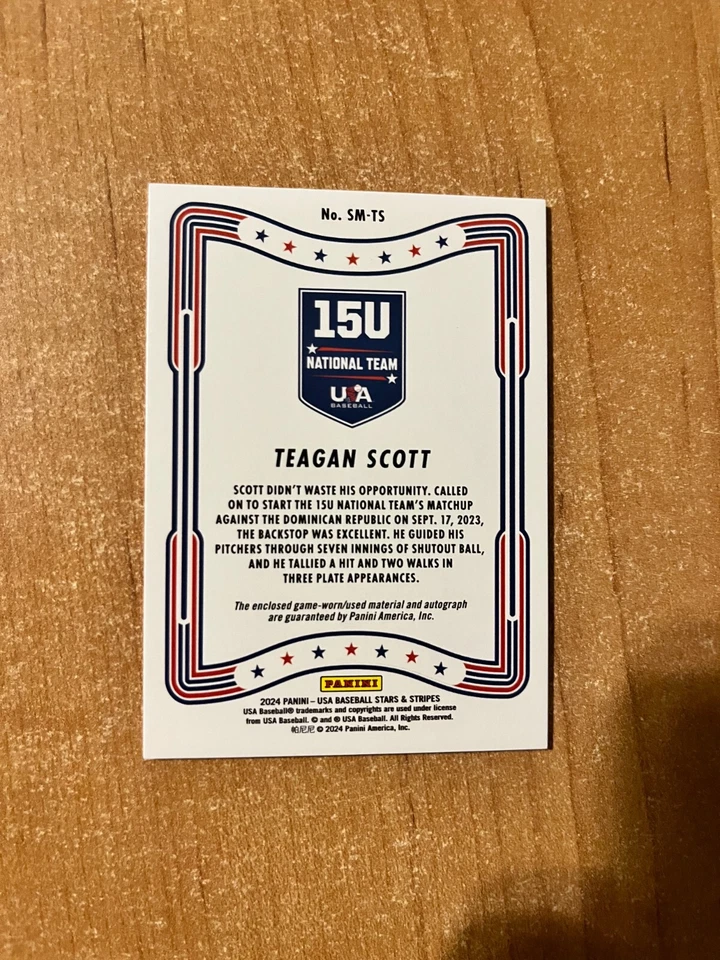 No. SM-TS
15U
NATIONAL TEAM
USA
BASEBALL
TEAGAN SCOTT
SCOTT DIDN'T WASTE HIS OPPORTUNITY. CALLED
ON TO START THE 15U NATIONAL TEAM'S MATCHUP
AGAINST THE DOMINICAN REPUBLIC ON SEPT. 17, 2023,
THE BACKSTOP WAS EXCELLENT. HE GUIDED HIS
PITCHERS THROUGH SEVEN INNINGS OF SHUTOUT BALL,
AND HE TALLIED A HIT AND TWO WALKS IN
THREE PLATE APPEARANCES.
The enclosed game-worn/used material and autograph
are guaranteed by Panini America, Inc.
PANINI
2024 PANINI – USA BASEBALL STARS & STRIPES
USA Baseball® trademarks and copyrights are used under license
from USA Baseball. © and ® USA Baseball. All Rights Reserved.
帕尼尼 © 2024 Panini America, Inc.